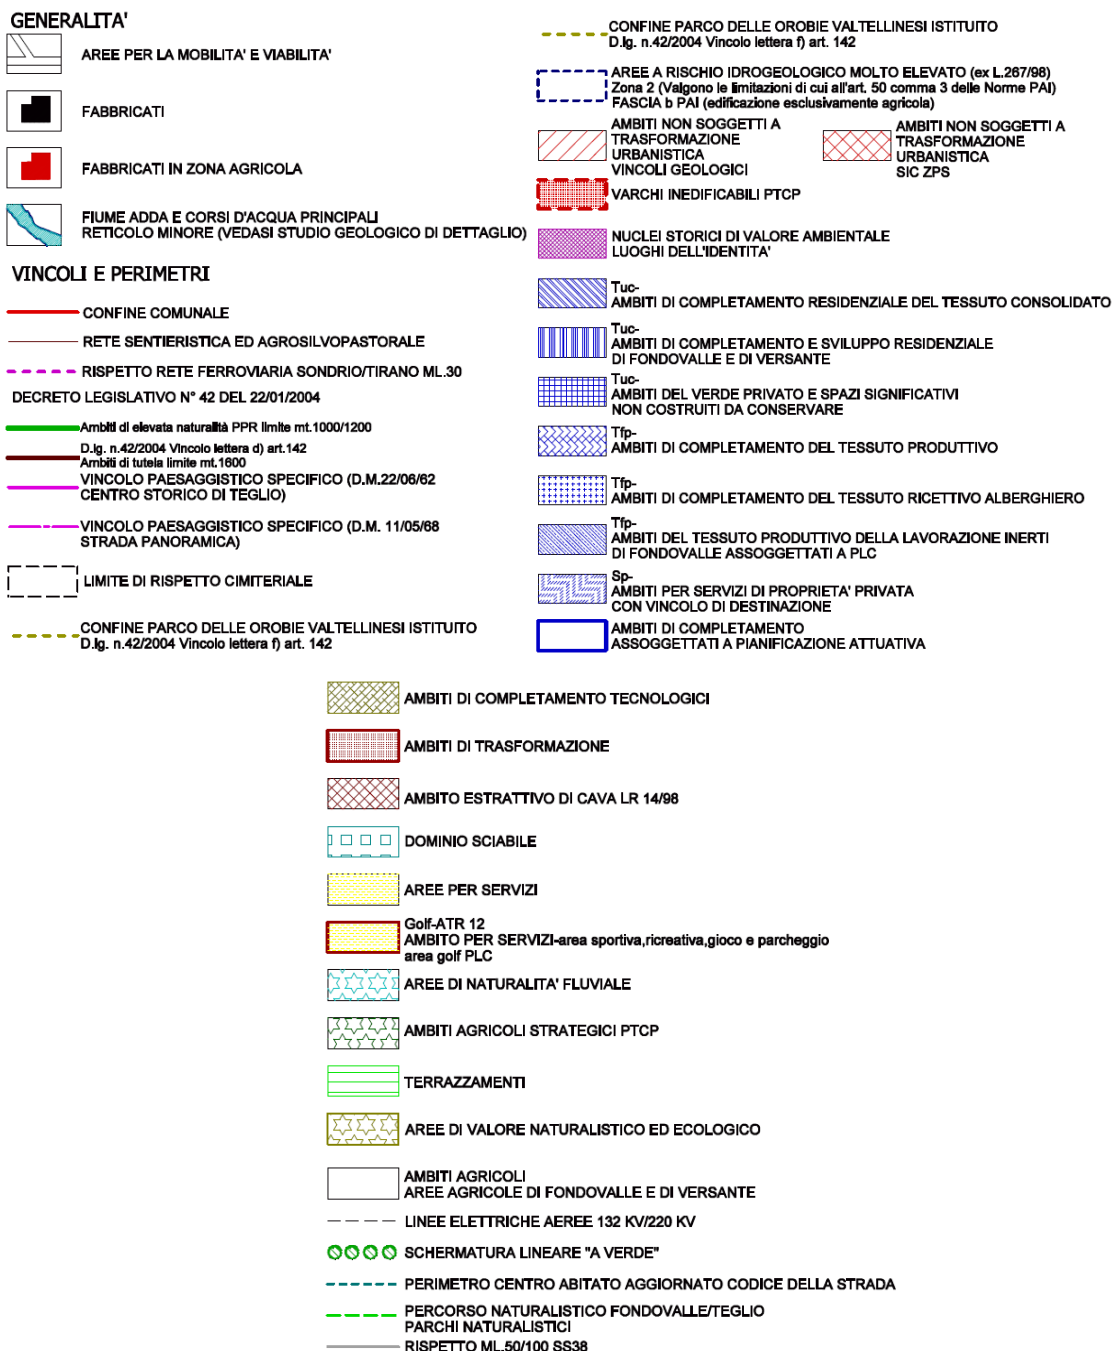 GENERALITA'
AREE PER LA MOBILITA' E VIABILITA'
FABBRICATI
FABBRICATI IN ZONA AGRICOLA
FIUME ADDA E CORSI D'ACQUA PRINCIPALI
RETICOLO MINORE (VEDASI STUDIO GEOLOGICO DI DETTAGLIO)
VINCOLI E PERIMETRI
CONFINE COMUNALE
RETE SENTIERISTICA ED AGROSILVOPASTORALE
RISPETTO RETE FERROVIARIA SONDRIO/TIRANO ML.30
DECRETO LEGISLATIVO N° 42 DEL 22/01/2004
Ambiti di elevata naturalità PPR limite mt.1000/1200
D.lg. n.42/2004 Vincolo lettera d) art.142
Ambiti di tutela limite mt.1600
VINCOLO PAESAGGISTICO SPECIFICO (D.M.22/06/62
CENTRO STORICO DI TEGLIO)
VINCOLO PAESAGGISTICO SPECIFICO (D.M. 11/05/68
STRADA PANORAMICA)
LIMITE DI RISPETTO CIMITERIALE
CONFINE PARCO DELLE OROBIE VALTELLINESI ISTITUITO
D.lg. n.42/2004 Vincolo lettera f) art. 142
CONFINE PARCO DELLE OROBIE VALTELLINESI ISTITUITO
D.lg. n.42/2004 Vincolo lettera f) art. 142
AREE A RISCHIO IDROGEOLOGICO MOLTO ELEVATO (ex L.267/98)
Zona 2 (Valgono le limitazioni di cui all'art. 50 comma 3 delle Norme PAI)
FASCIA b PAI (edificazione esclusivamente agricola)
AMBITI NON SOGGETTI A
TRASFORMAZIONE
URBANISTICA
VINCOLI GEOLOGICI
AMBITI NON SOGGETTI A
TRASFORMAZIONE
URBANISTICA
SIC ZPS
VARCHI INEDIFICABILI PTCP
NUCLEI STORICI DI VALORE AMBIENTALE
LUOGHI DELL'IDENTITA'
Tuc-
AMBITI DI COMPLETAMENTO RESIDENZIALE DEL TESSUTO CONSOLIDATO
Tuc-
AMBITI DI COMPLETAMENTO E SVILUPPO RESIDENZIALE
DI FONDOVALLE E DI VERSANTE
Tuc-
AMBITI DEL VERDE PRIVATO E SPAZI SIGNIFICATIVI
NON COSTRUITI DA CONSERVARE
Tfp-
AMBITI DI COMPLETAMENTO DEL TESSUTO PRODUTTIVO
Tfp-
AMBITI DI COMPLETAMENTO DEL TESSUTO RICETTIVO ALBERGHIERO
Tfp-
AMBITI DEL TESSUTO PRODUTTIVO DELLA LAVORAZIONE INERTI
DI FONDOVALLE ASSOGGETTATI A PLC
Sp-
AMBITI PER SERVIZI DI PROPRIETA' PRIVATA
CON VINCOLO DI DESTINAZIONE
AMBITI DI COMPLETAMENTO
ASSOGGETTATI A PIANIFICAZIONE ATTUATIVA
AMBITI DI COMPLETAMENTO TECNOLOGICI
AMBITI DI TRASFORMAZIONE
AMBITO ESTRATTIVO DI CAVA LR 14/98
DOMINIO SCIABILE
AREE PER SERVIZI
Golf-ATR 12
AMBITO PER SERVIZI-area sportiva,ricreativa,gioco e parcheggio
area golf PLC
AREE DI NATURALITA' FLUVIALE
AMBITI AGRICOLI STRATEGICI PTCP
TERRAZZAMENTI
AREE DI VALORE NATURALISTICO ED ECOLOGICO
AMBITI AGRICOLI
AREE AGRICOLE DI FONDOVALLE E DI VERSANTE
LINEE ELETTRICHE AEREE 132 KV/220 KV
SCHERMATURA LINEARE "A VERDE"
PERIMETRO CENTRO ABITATO AGGIORNATO CODICE DELLA STRADA
PERCORSO NATURALISTICO FONDOVALLE/TEGLIO
PARCHI NATURALISTICI
RISPETTO ML.50/100 SS38